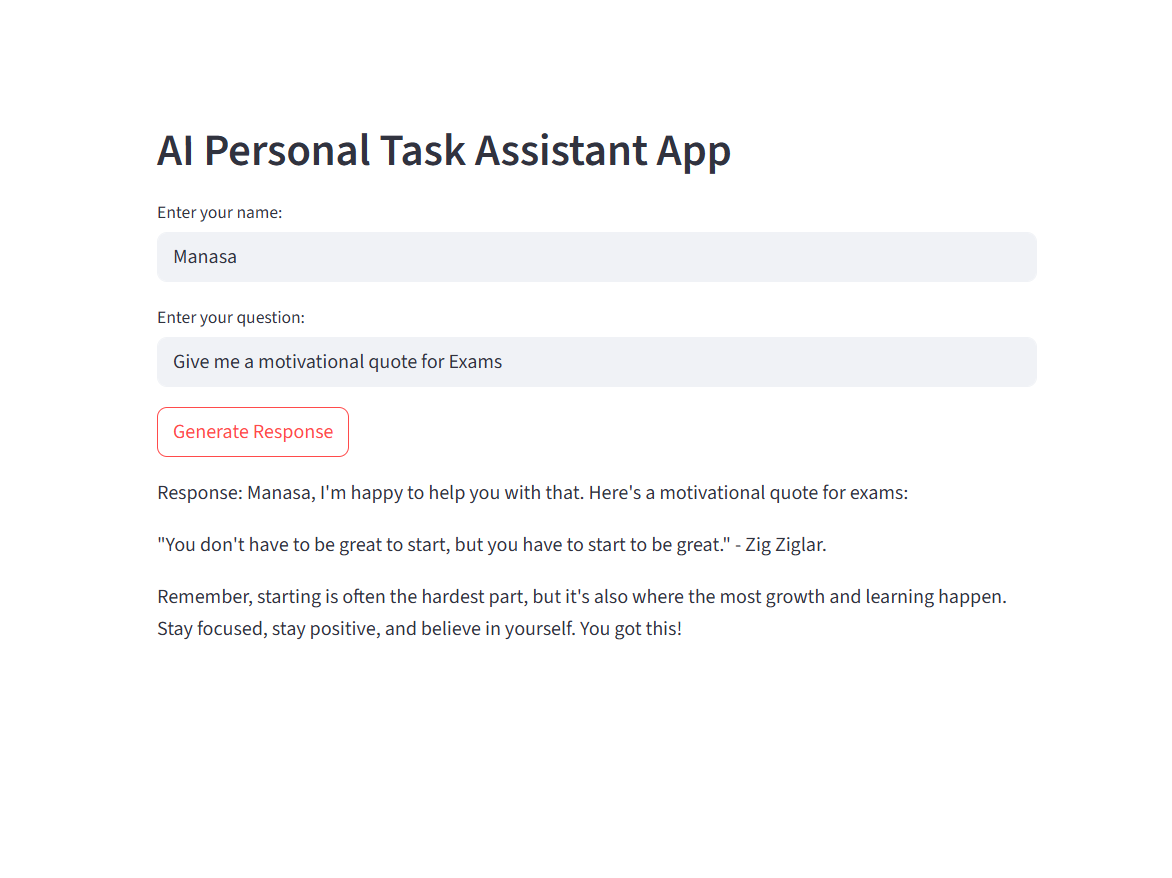 AI Personal Task Assistant App
Enter your name:
Manasa
Enter your question:
Give me a motivational quote for Exams
Generate Response
Response: Manasa, I'm happy to help you with that. Here's a motivational quote for exams:
"You don't have to be great to start, but you have to start to be great." - Zig Ziglar.
Remember, starting is often the hardest part, but it's also where the most growth and learning happen.
Stay focused, stay positive, and believe in yourself. You got this!